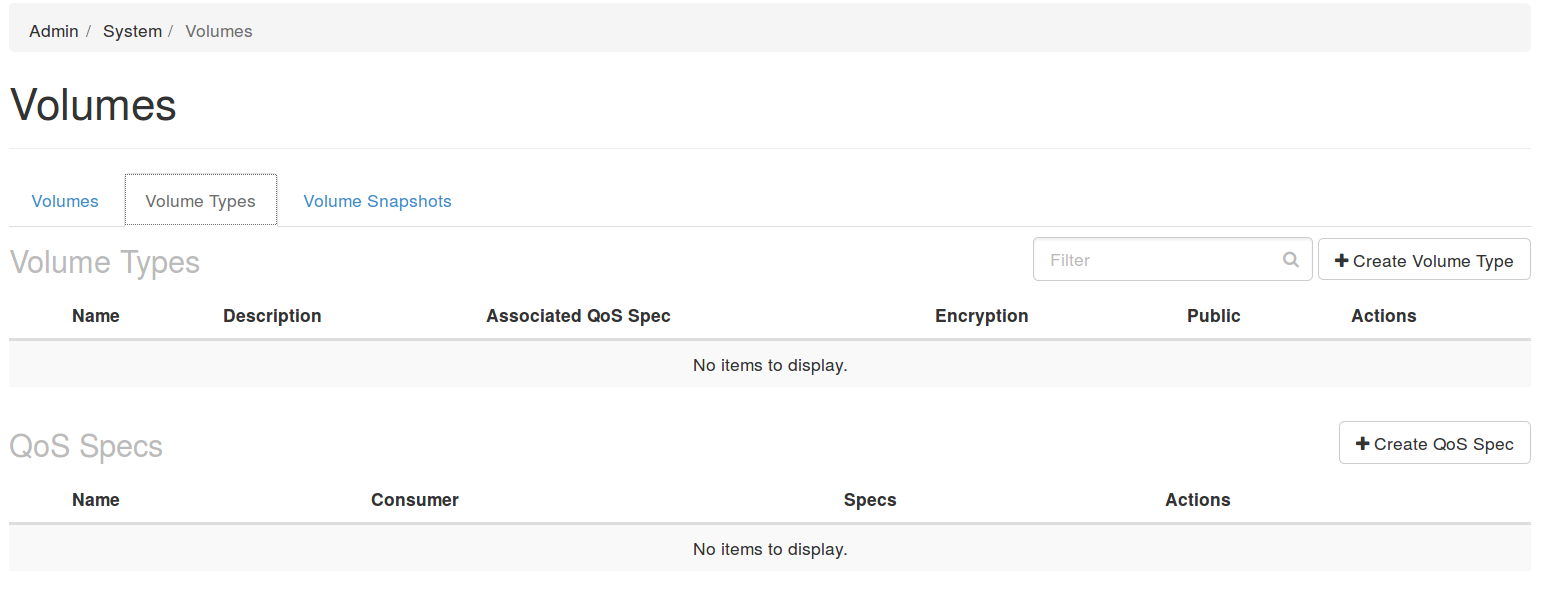 Admin / System / Volumes
Volumes
Volumes Volume Types Volume Snapshots
Volume Types Filter Create Volume Type
Name Description Associated QoS Spec Encryption Public Actions
No items to display.
QoS Specs Create QoS Spec
Name Consumer Specs Actions
No items to display.